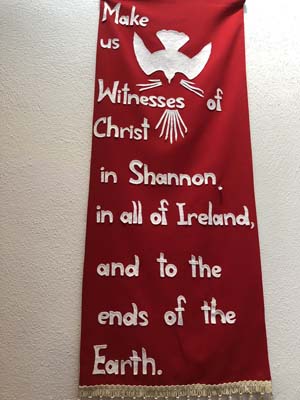 Make
us
Witnesses of
Christ
in Shannon,
in all of Ireland,
and to the
ends of the
Earth.